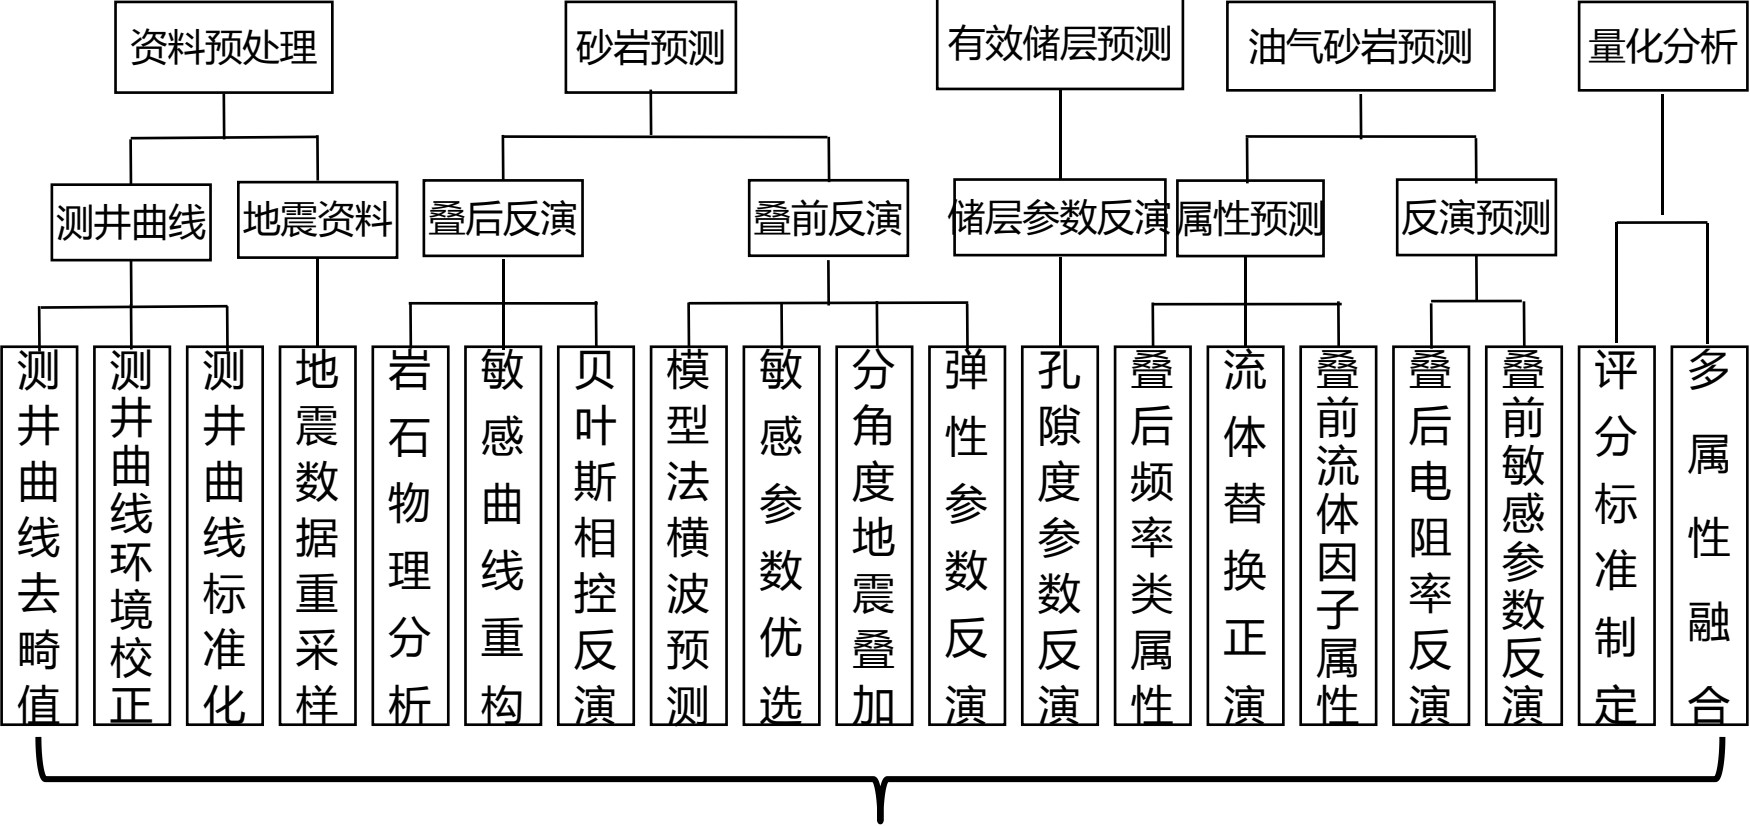 资料预处理
砂岩预测
有效储层预测
油气砂岩预测
量化分析
测井曲线
地震资料
叠后反演
叠前反演
储层参数反演
属性预测
反演预测
测井曲线去畸值
测井曲线环境校正
测井曲线标准化
地震数据重采样
岩石物理分析
敏感曲线重构
贝叶斯相控反演
模型法横波预测
敏感参数优选
分角度地震叠加
弹性参数反演
孔隙度参数反演
叠后频率类属性
流体替换正演
叠前流体因子属性
叠后电阻率反演
叠前敏感参数反演
评分标准制定
多属性融合